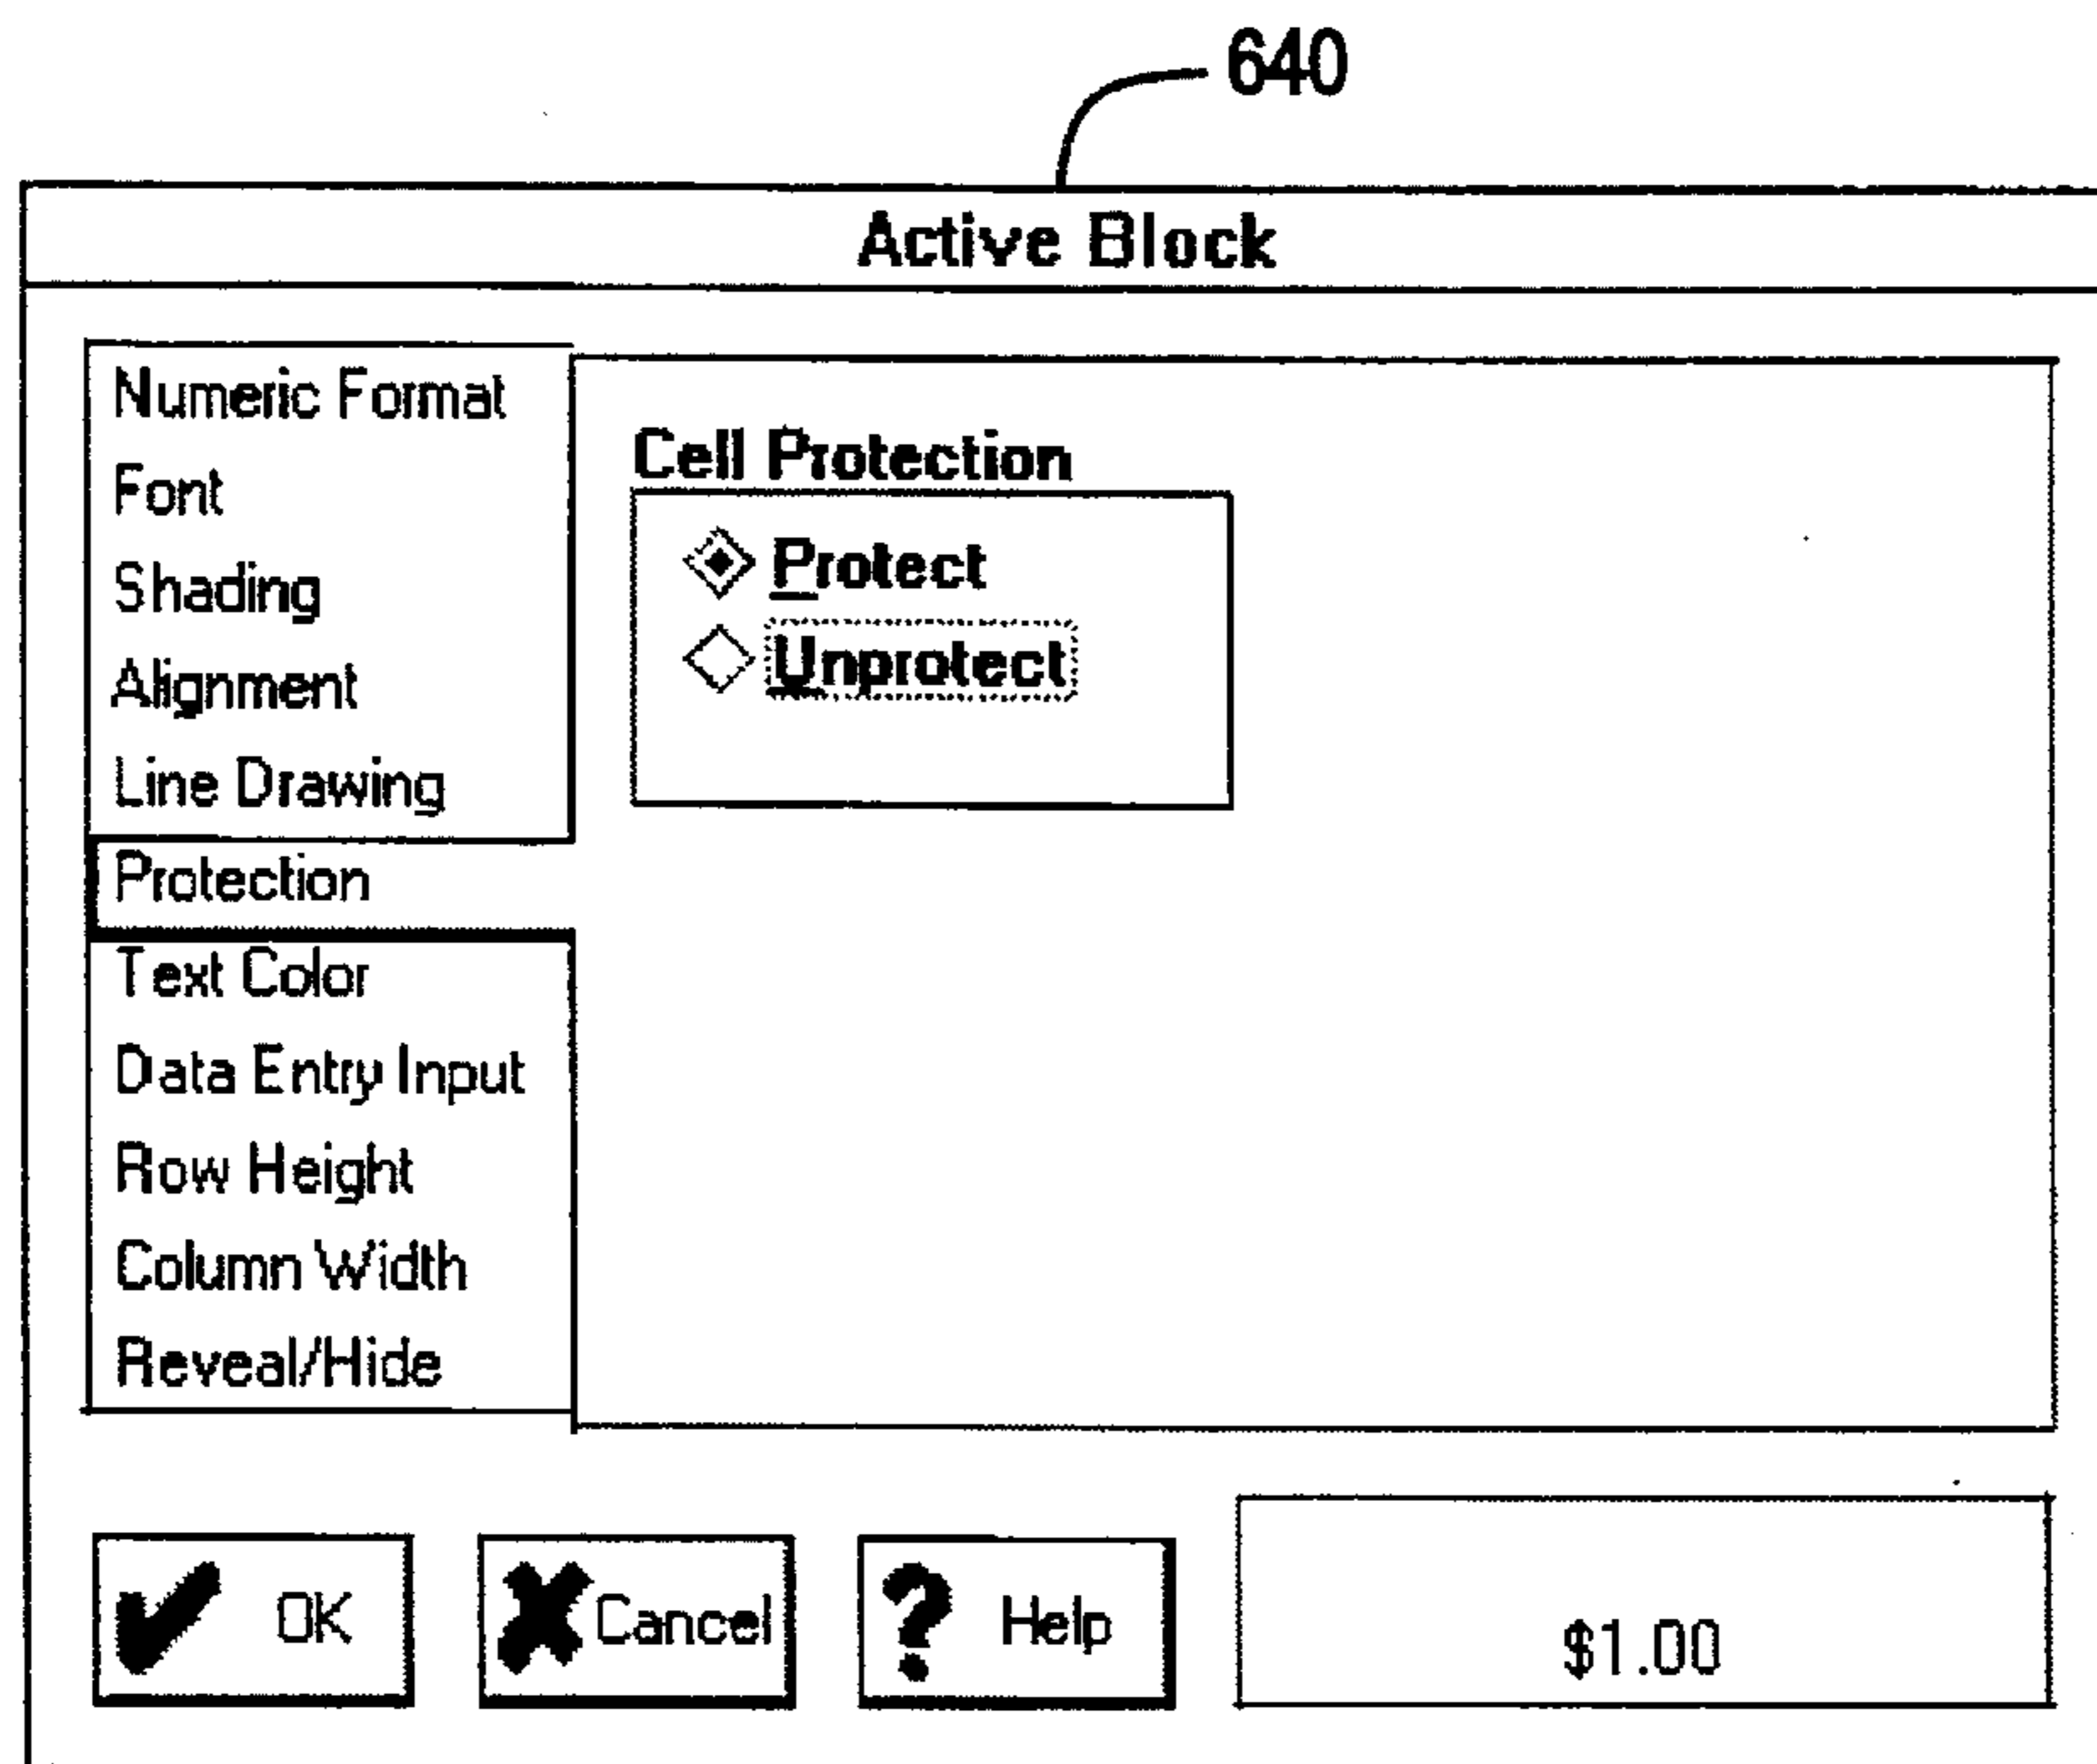 640
Active Block
Numeric Format
Font
Shading
Alignment
Line Drawing
Protection
Text Color
Data Entry Input
Row Height
Column Width
Reveal/Hide
Cell Protection
Protect
Unprotect
OK
Cancel
Help
$1.00